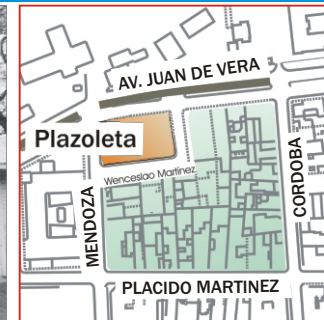 AV. JUAN DE VERA
Plazoleta
Wenceslao Martinez
MENDOZA
CORDOBA
PLACIDO MARTINEZ